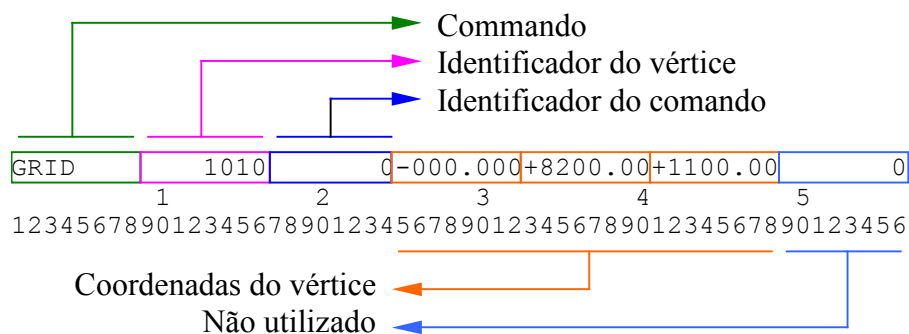 Commando
Identificador do vértice
Identificador do comando
GRID 1010 0-000.000+8200.00+1100.00 0
1 2 3 4 5
12345678901234567890123456789012345678901234567890123456
Coordenadas do vértice
Não utilizado